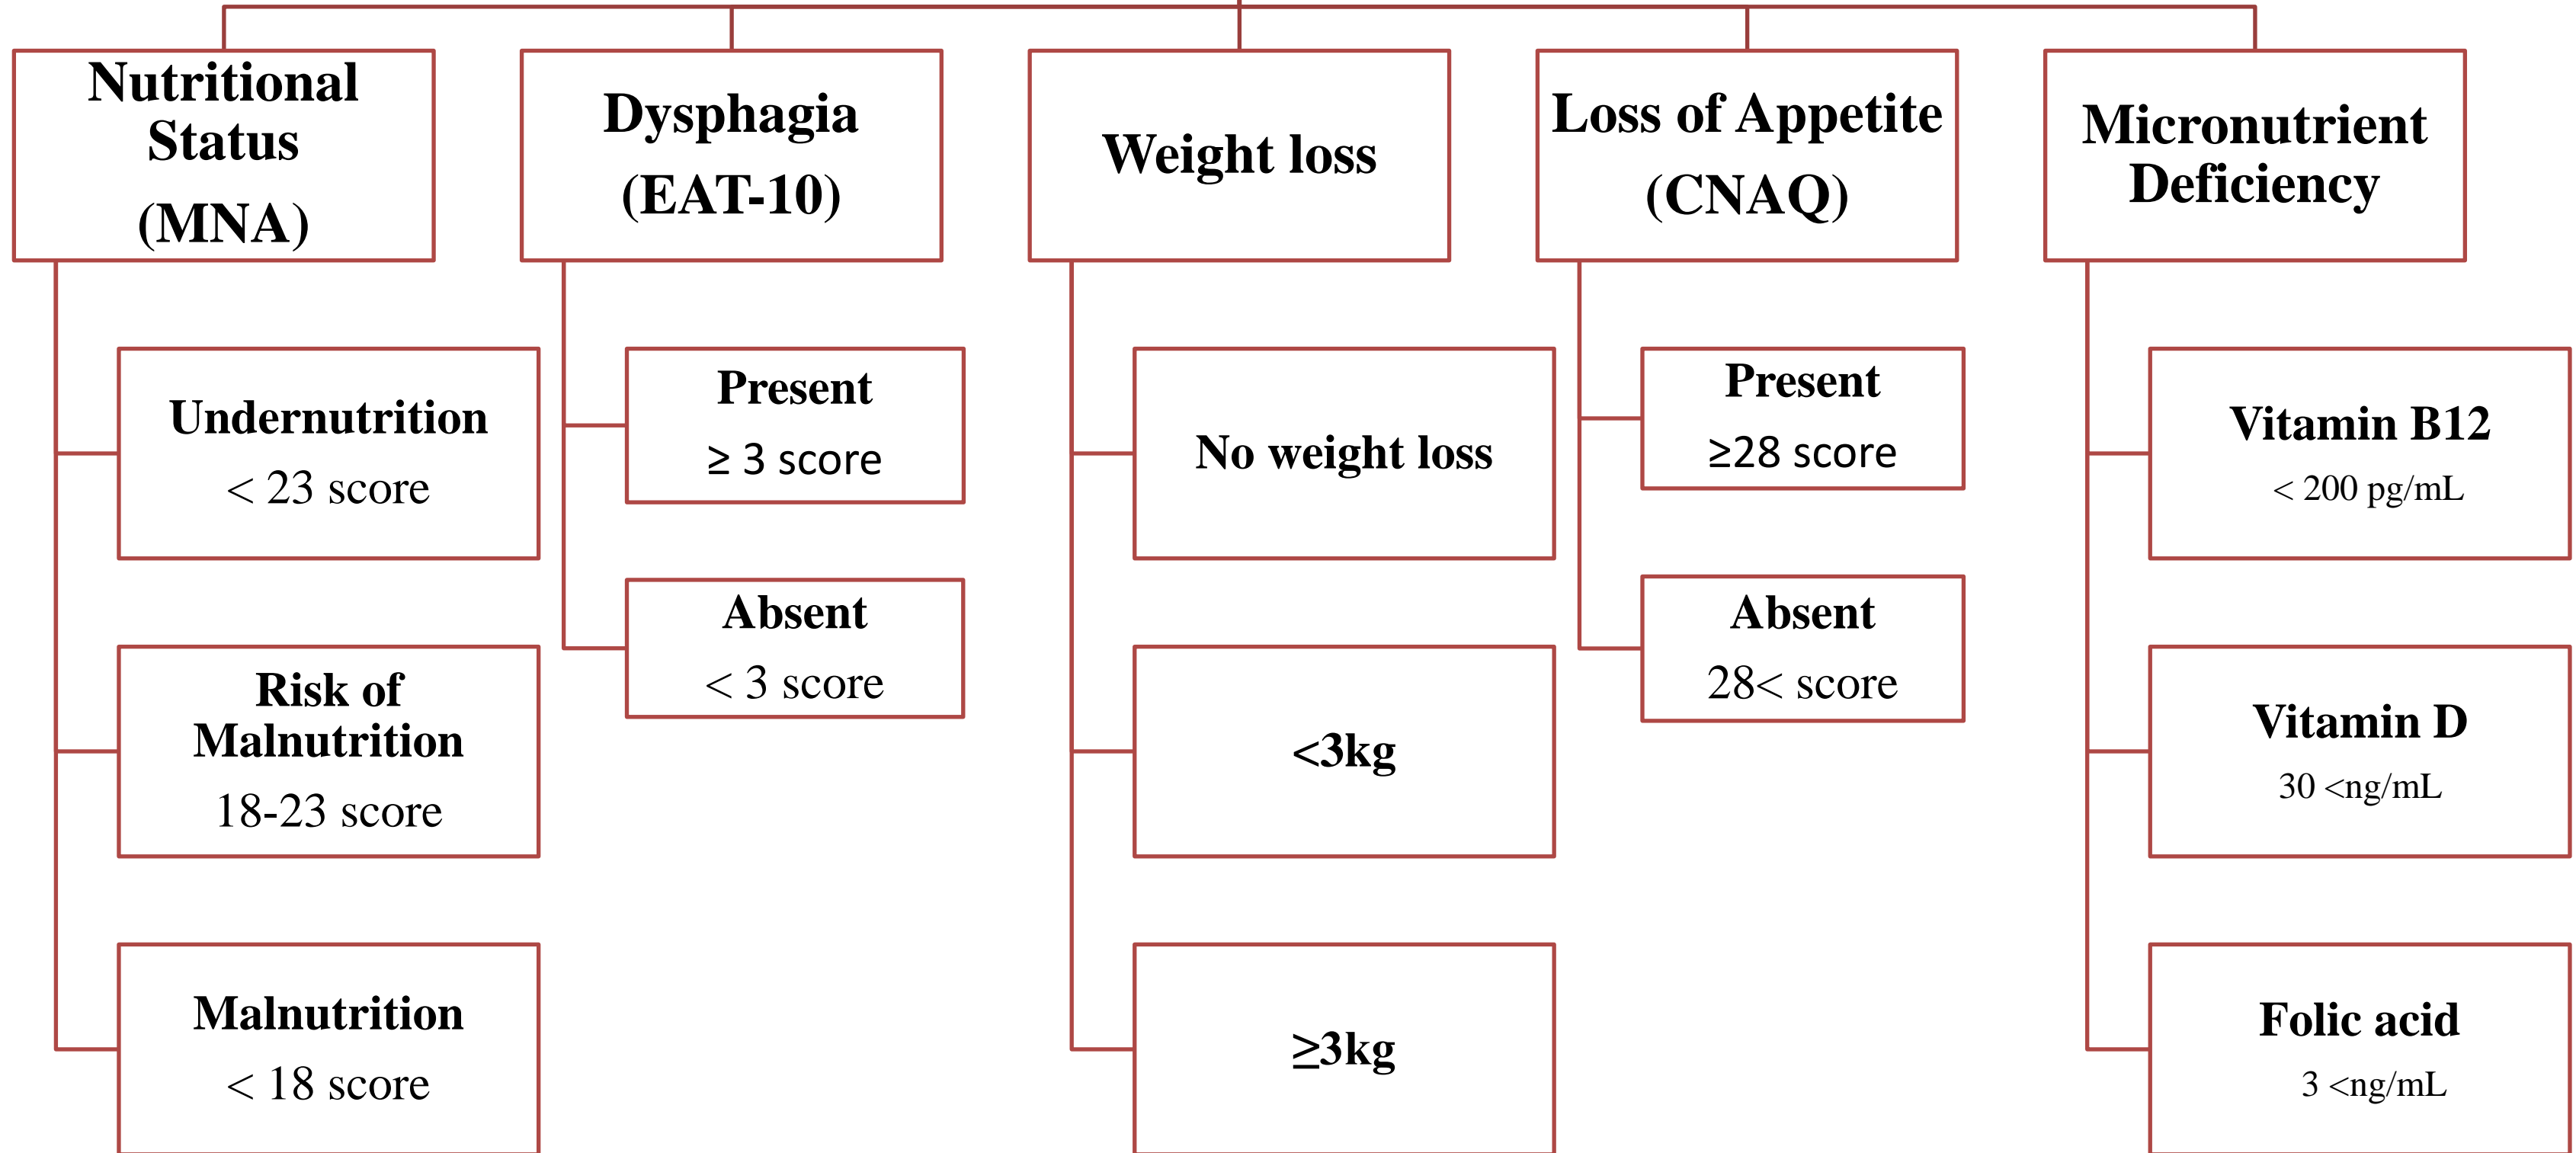 Nutritional
Status
(MNA)
Undernutrition
< 23 score
Risk of
Malnutrition
18-23 score
Malnutrition
< 18 score
Dysphagia
(EAT-10)
Present
≥ 3 score
Absent
< 3 score
Weight loss
No weight loss
<3kg
≥3kg
Loss of Appetite
(CNAQ)
Present
≥28 score
Absent
28< score
Micronutrient
Deficiency
Vitamin B12
< 200 pg/mL
Vitamin D
30 <ng/mL
Folic acid
3 <ng/mL